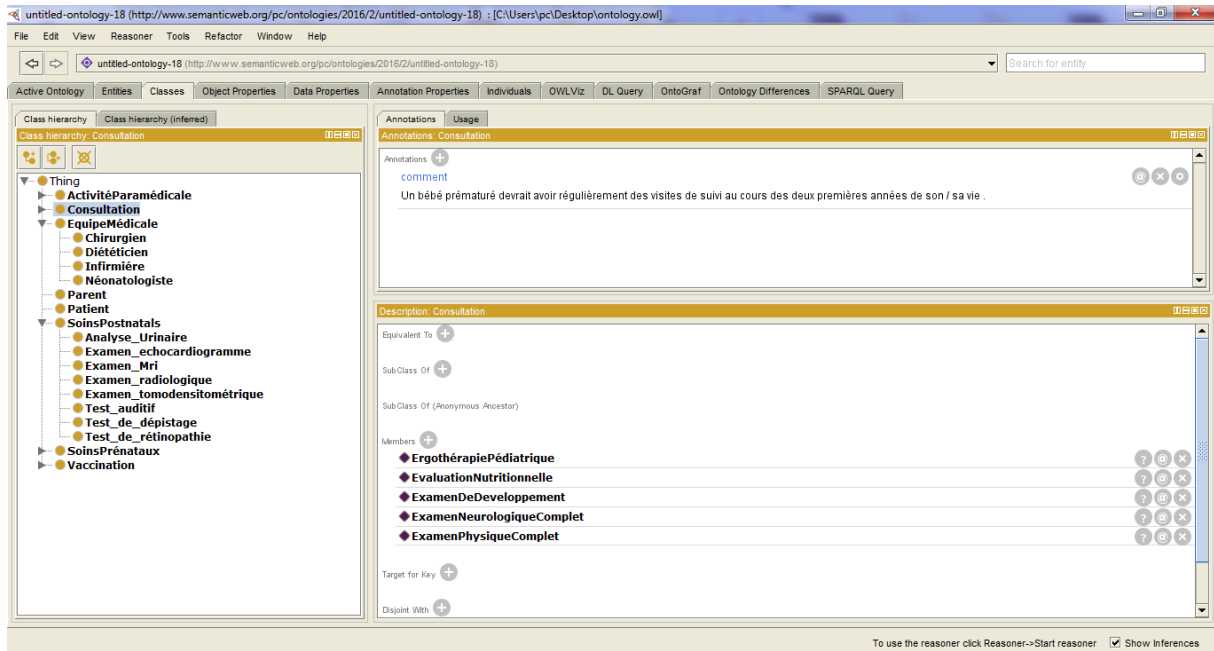 untitled-ontology-18 (http://www.semanticweb.org/pc/ontologies/2016/2/untitled-ontology-18) : [C:\Users\pc\Desktop\ontology.owl]
File Edit View Reasoner Tools Refactor Window Help
untitled-ontology-18 (http://www.semanticweb.org/pc/ontologies/2016/2/untitled-ontology-18)
Search for entity
Active Ontology Entities Classes Object Properties Data Properties Annotation Properties Individuals OWLViz DL Query OntoGraf Ontology Differences SPARQL Query
Class hierarchy Class hierarchy (inferred)
Class hierarchy: Consultation
Thing
ActivitéParamédicale
Consultation
EquipeMédicale
Chirurgien
Diététicien
Infirmiére
Néonatologiste
Parent
Patient
SoinsPostnatals
Analyse_Urinaire
Examen_echocardiogramme
Examen_Mri
Examen_radiologique
Examen_tomodensitométrique
Test_auditif
Test_de_dépistage
Test_de_rétinopathie
SoinsPrénataux
Vaccination
Annotations Usage
Annotations: Consultation
Annotations
comment
Un bébé prématuré devrait avoir régulièrement des visites de suivi au cours des deux premières années de son / sa vie .
Description: Consultation
Equivalent To
SubClass Of
SubClass Of (Anonymous Ancestor)
Members
ErgothérapiePédiatrique
EvaluationNutritionnelle
ExamenDeDeveloppement
ExamenNeurologiqueComplet
ExamenPhysiqueComplet
Target for Key
Disjoint With
To use the reasoner click Reasoner->Start reasoner Show Inferences